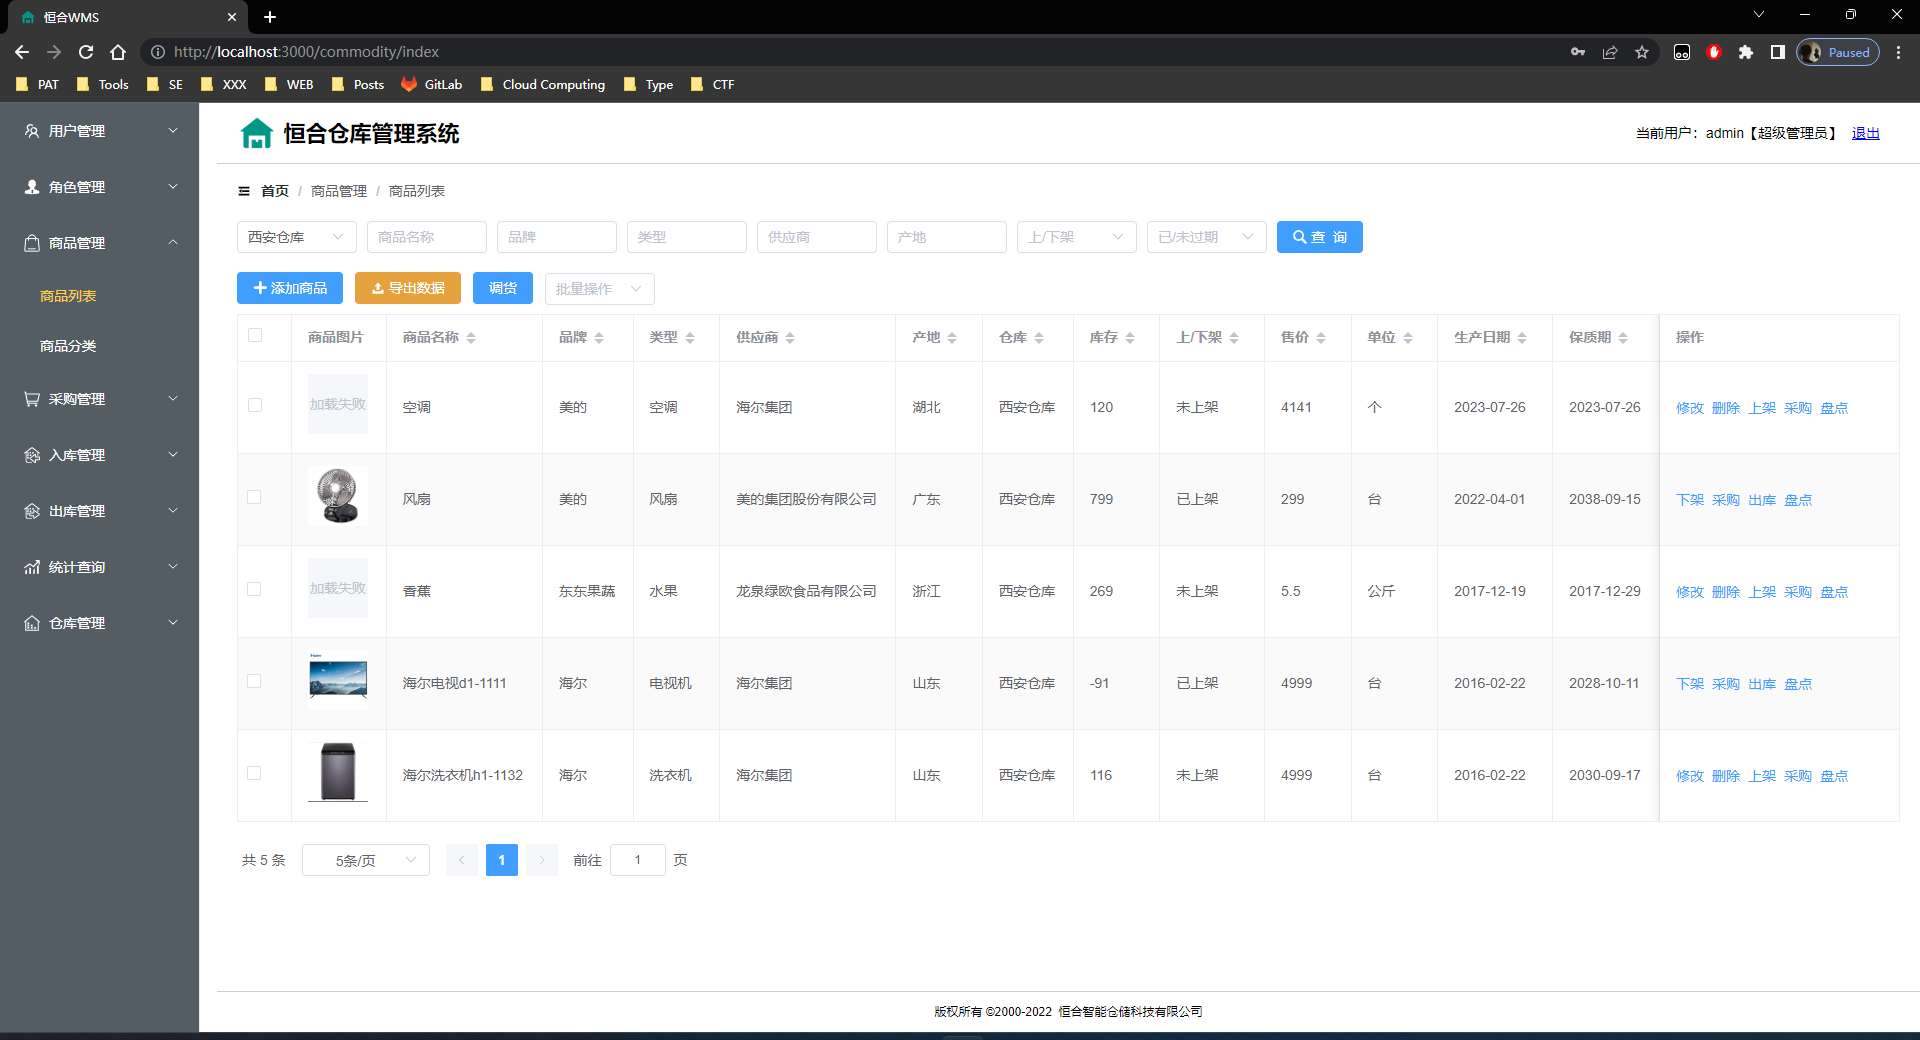 恒合WMS
http://localhost:3000/commodity/index
Paused
PAT Tools SE XXX WEB Posts GitLab Cloud Computing Type CTF
用户管理
角色管理
商品管理
商品列表
商品分类
采购管理
入库管理
出库管理
统计查询
仓库管理
恒合仓库管理系统
当前用户：admin【超级管理员】 退出
首页 / 商品管理 / 商品列表
西安仓库 商品名称 品牌 类型 供应商 产地 上/下架 已/未过期 查 询
添加商品 导出数据 调货 批量操作
商品图片 商品名称 品牌 类型 供应商 产地 仓库 库存 上/下架 售价 单位 生产日期 保质期 操作
加载失败 空调 美的 空调 海尔集团 湖北 西安仓库 120 未上架 4141 个 2023-07-26 2023-07-26 修改 删除 上架 采购 盘点
风扇 美的 风扇 美的集团股份有限公司 广东 西安仓库 799 已上架 299 台 2022-04-01 2038-09-15 下架 采购 出库 盘点
加载失败 香蕉 东东果蔬 水果 龙泉绿欧食品有限公司 浙江 西安仓库 269 未上架 5.5 公斤 2017-12-19 2017-12-29 修改 删除 上架 采购 盘点
Haier 海尔电视d1-1111 海尔 电视机 海尔集团 山东 西安仓库 -91 已上架 4999 台 2016-02-22 2028-10-11 下架 采购 出库 盘点
海尔洗衣机h1-1132 海尔 洗衣机 海尔集团 山东 西安仓库 116 未上架 4999 台 2016-02-22 2030-09-17 修改 删除 上架 采购 盘点
共 5 条 5条/页 1 前往 1 页
版权所有 ©2000-2022 恒合智能仓储科技有限公司